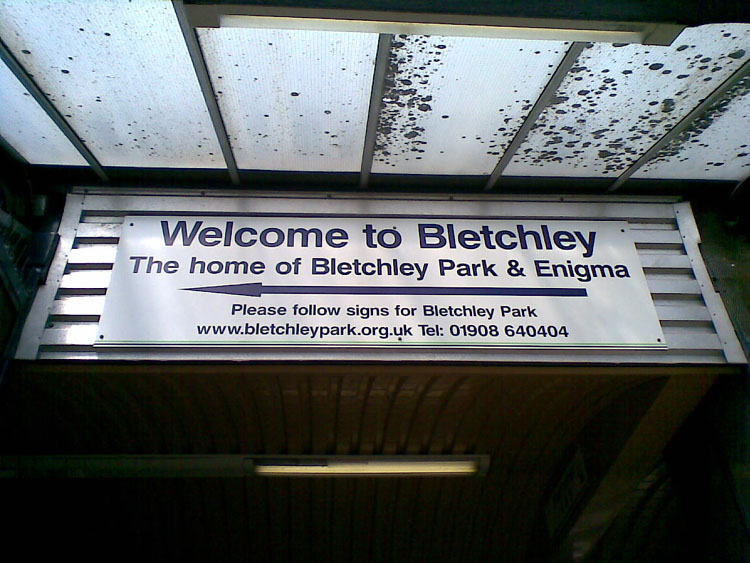 Welcome to Bletchley
The home of Bletchley Park & Enigma
Please follow signs for Bletchley Park
www.bletchleypark.org.uk Tel: 01908 640404